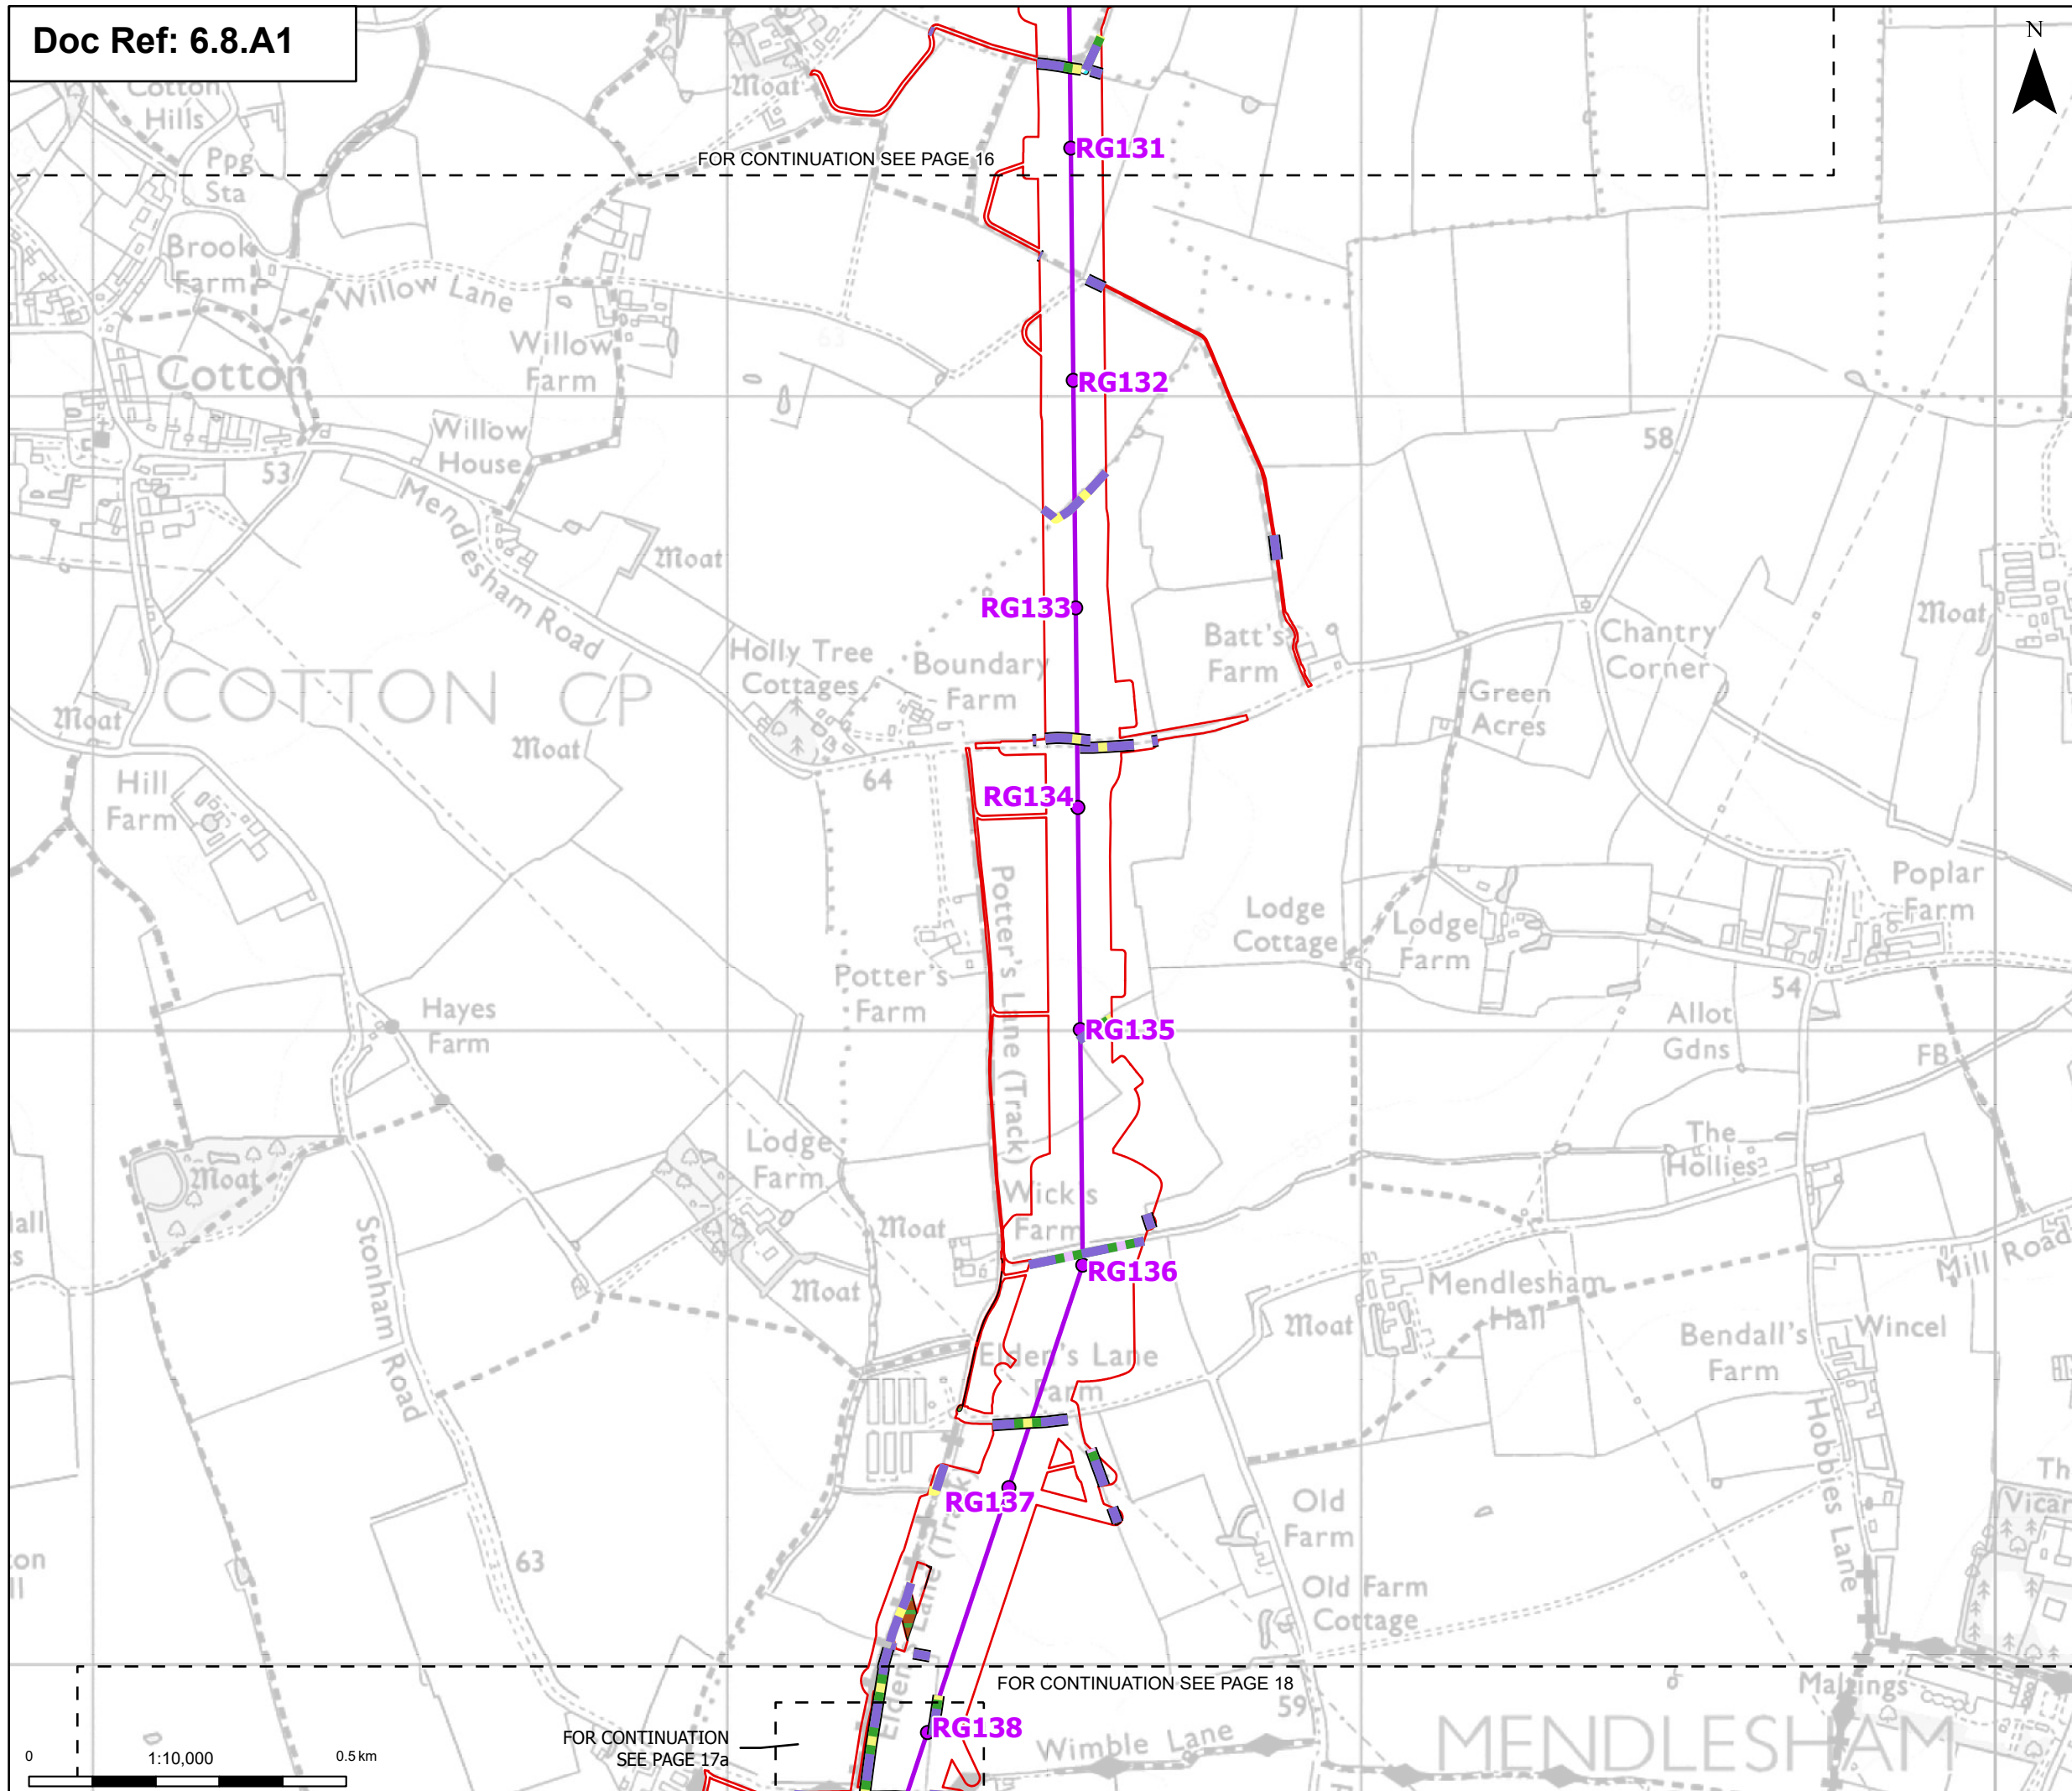 Doc Ref: 6.8.A1
N
Cotton
Hills
Moat
RG131
FOR CONTINUATION SEE PAGE 16
Ppg
Sta
Brook
Farm
Willow Lane
63
Willow
Farm
Cotton
RG132
Willow
House
58
53
Mendlesham Road
Moat
RG133
Moat
Batt's
Farm
Chantry
Corner
Holly Tree
Cottages
Boundary
Farm
COTTON CP
Green
Acres
Moat
Moat
Hill
Farm
64
RG134
Potter's Lane (Track)
Poplar
Farm
Lodge
Cottage
Lodge
Farm
Potter's
Farm
54
Hayes
Farm
RG135
Allot
Gdns
FB
Lodge
Farm
The
Hollies
Moat
Wick's
Farm
Moat
Stonham Road
RG136
Mill Road
Moat
Mendlesham
Hall
Moat
Bendall's
Farm
Wincel
Elder's Lane
Farm
Hobbies Lane
RG137
Old
Farm
63
Old Farm
Cottage
FOR CONTINUATION SEE PAGE 18
59
Maltings
RG138
FOR CONTINUATION
SEE PAGE 17a
Wimble Lane
MENDLESHAM
0 1:10,000 0.5 km